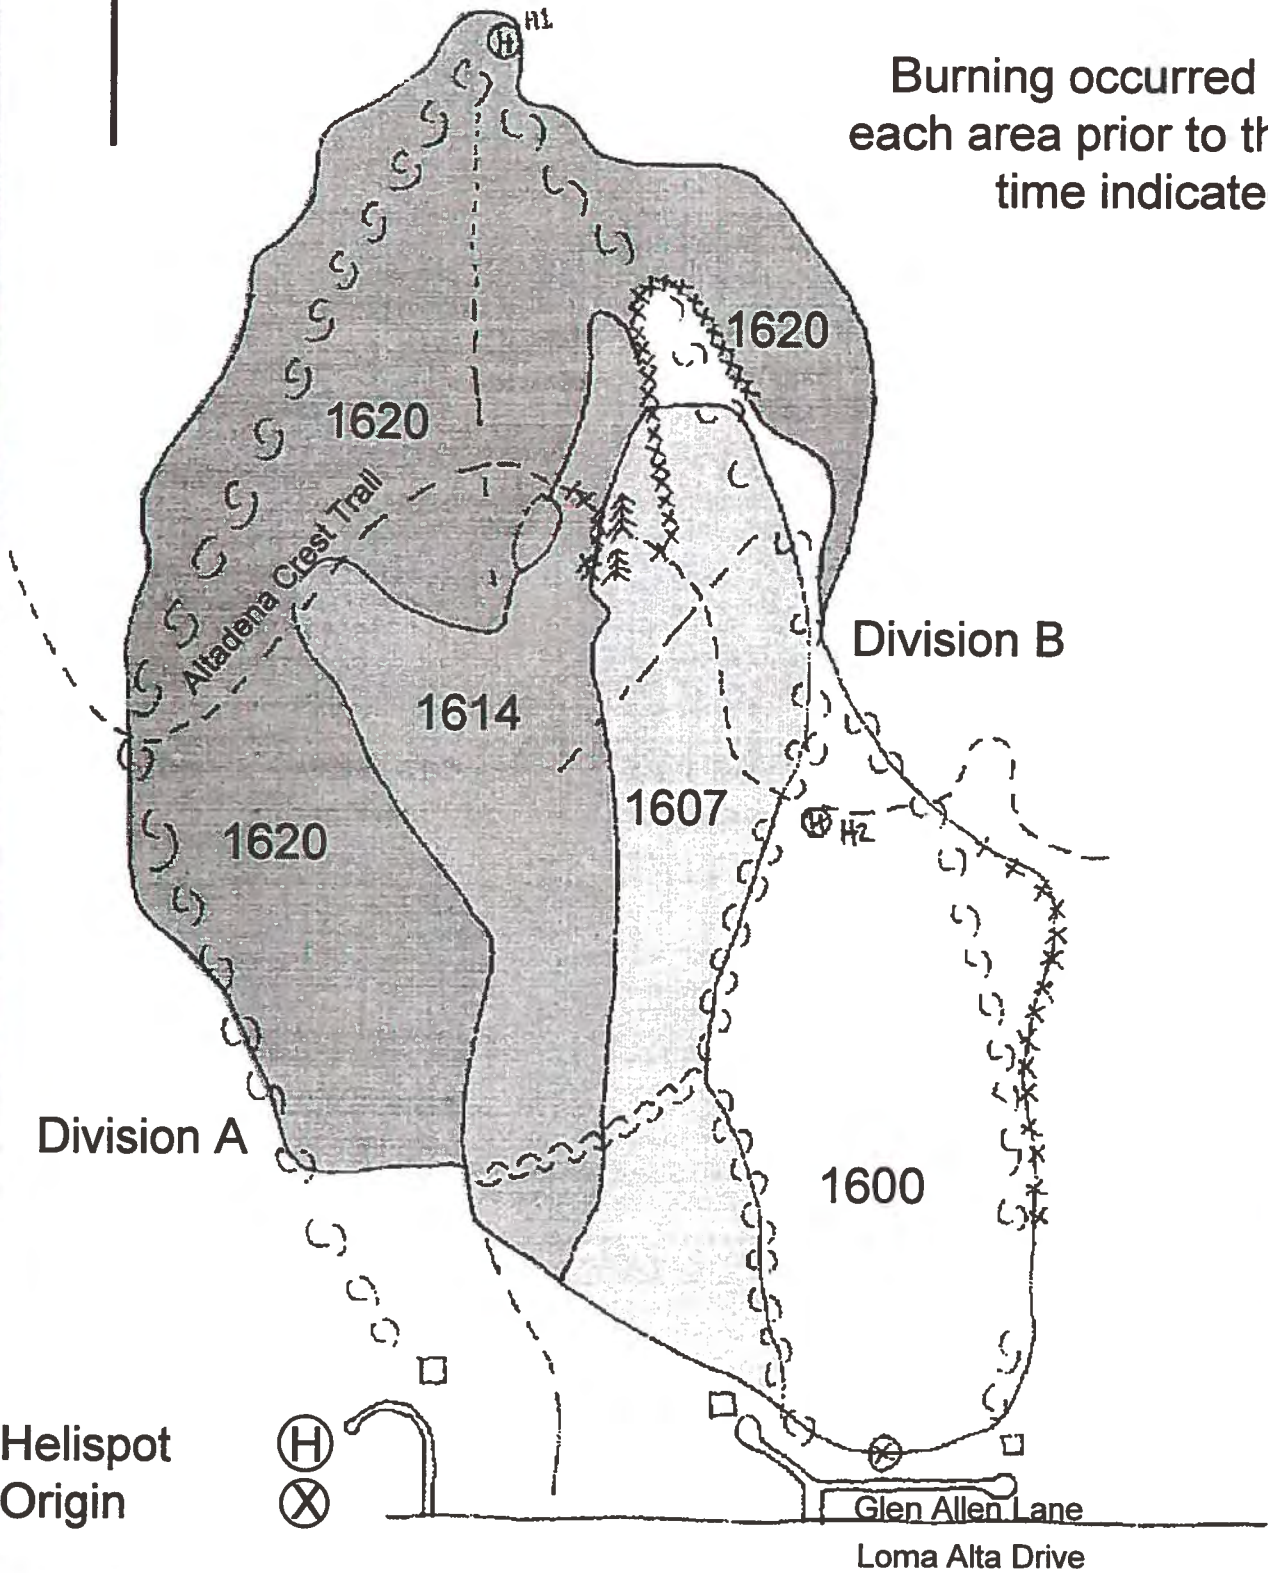 H1
Burning occurred
each area prior to th
time indicate
1620
1620
Altadena Crest Trail
Division B
1614
1607
H H2
1620
Division A
1600
Helispot H
Origin X
Glen Allen Lane
Loma Alta Drive